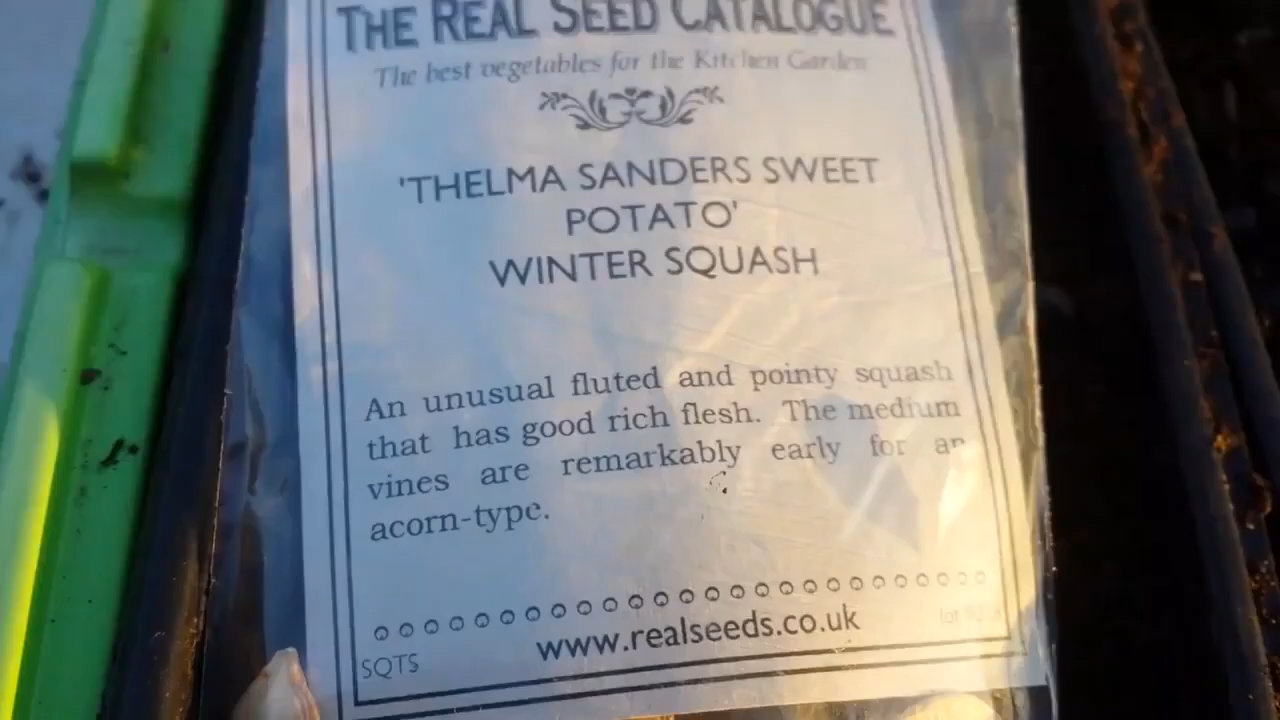 THE REAL SEED CATALOGUE
The best vegetables for the Kitchen Garden
'THELMA SANDERS SWEET
POTATO'
WINTER SQUASH
An unusual fluted and pointy squash
that has good rich flesh. The medium
vines are remarkably early for an
acorn-type.
www.realseeds.co.uk
lot
SQTS